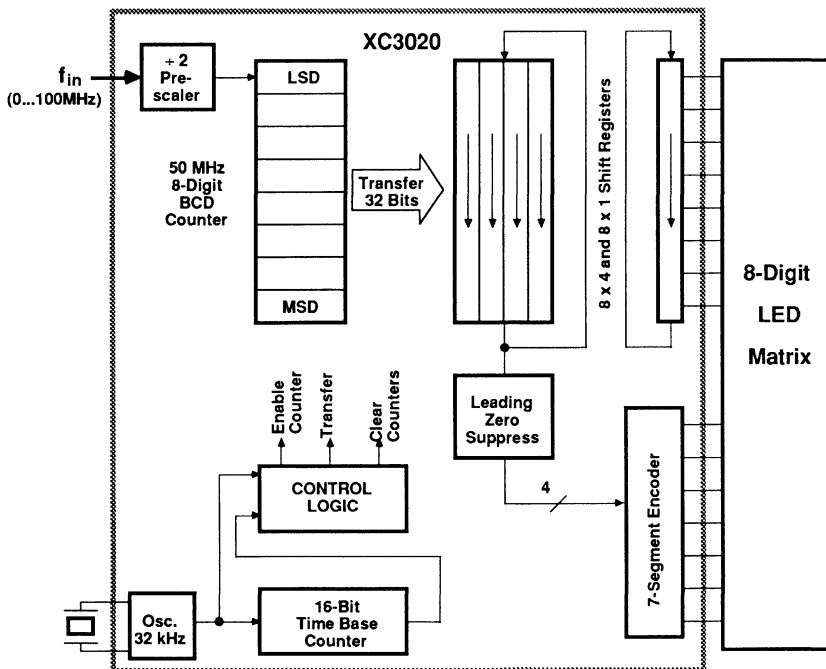 XC3020
÷ 2
Pre-
scaler
fin
(0...100MHz)
LSD
50 MHz
8-Digit
BCD
Counter
MSD
Transfer
32 Bits
8 x 4 and 8 x 1 Shift Registers
8-Digit
LED
Matrix
Leading
Zero
Suppress
4
7-Segment Encoder
Enable
Counter
Transfer
Clear
Counters
CONTROL
LOGIC
Osc.
32 kHz
16-Bit
Time Base
Counter